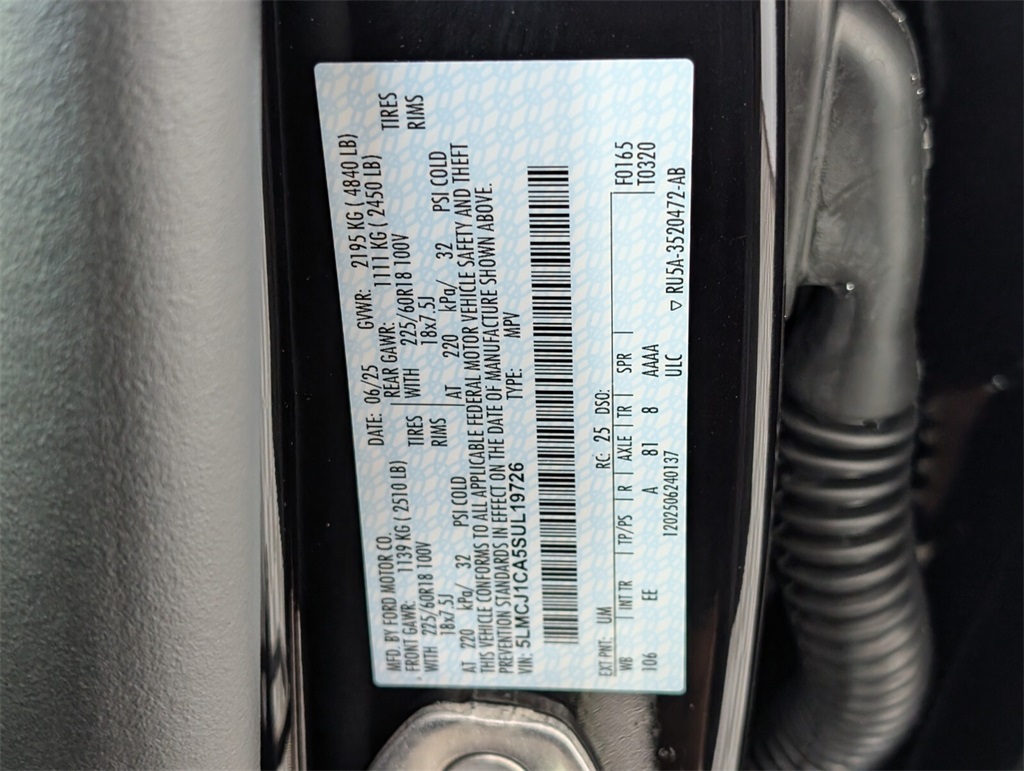 MFD. BY FORD MOTOR CO.
DATE: 06/25 GVWR: 2195 KG ( 4840 LB)
FRONT GAWR: 1139 KG ( 2510 LB)
REAR GAWR: 1111 KG ( 2450 LB)
WITH 225/60R18 100V TIRES
WITH 225/60R18 100V TIRES
18x7.5J RIMS
18x7.5J RIMS
AT 220 kPa/ 32 PSI COLD
AT 220 kPa/ 32 PSI COLD
THIS VEHICLE CONFORMS TO ALL APPLICABLE FEDERAL MOTOR VEHICLE SAFETY AND THEFT
PREVENTION STANDARDS IN EFFECT ON THE DATE OF MANUFACTURE SHOWN ABOVE.
VIN: 5LMCJ1CA5SUL19726 TYPE: MPV
EXT PNT: UM RC: 25 DSO: F0165
WB INT TR TP/PS R AXLE TR SPR T0320
106 EE A 81 8 AAAA
1202506240137 ULC ▽ RU5A-3520472-AB